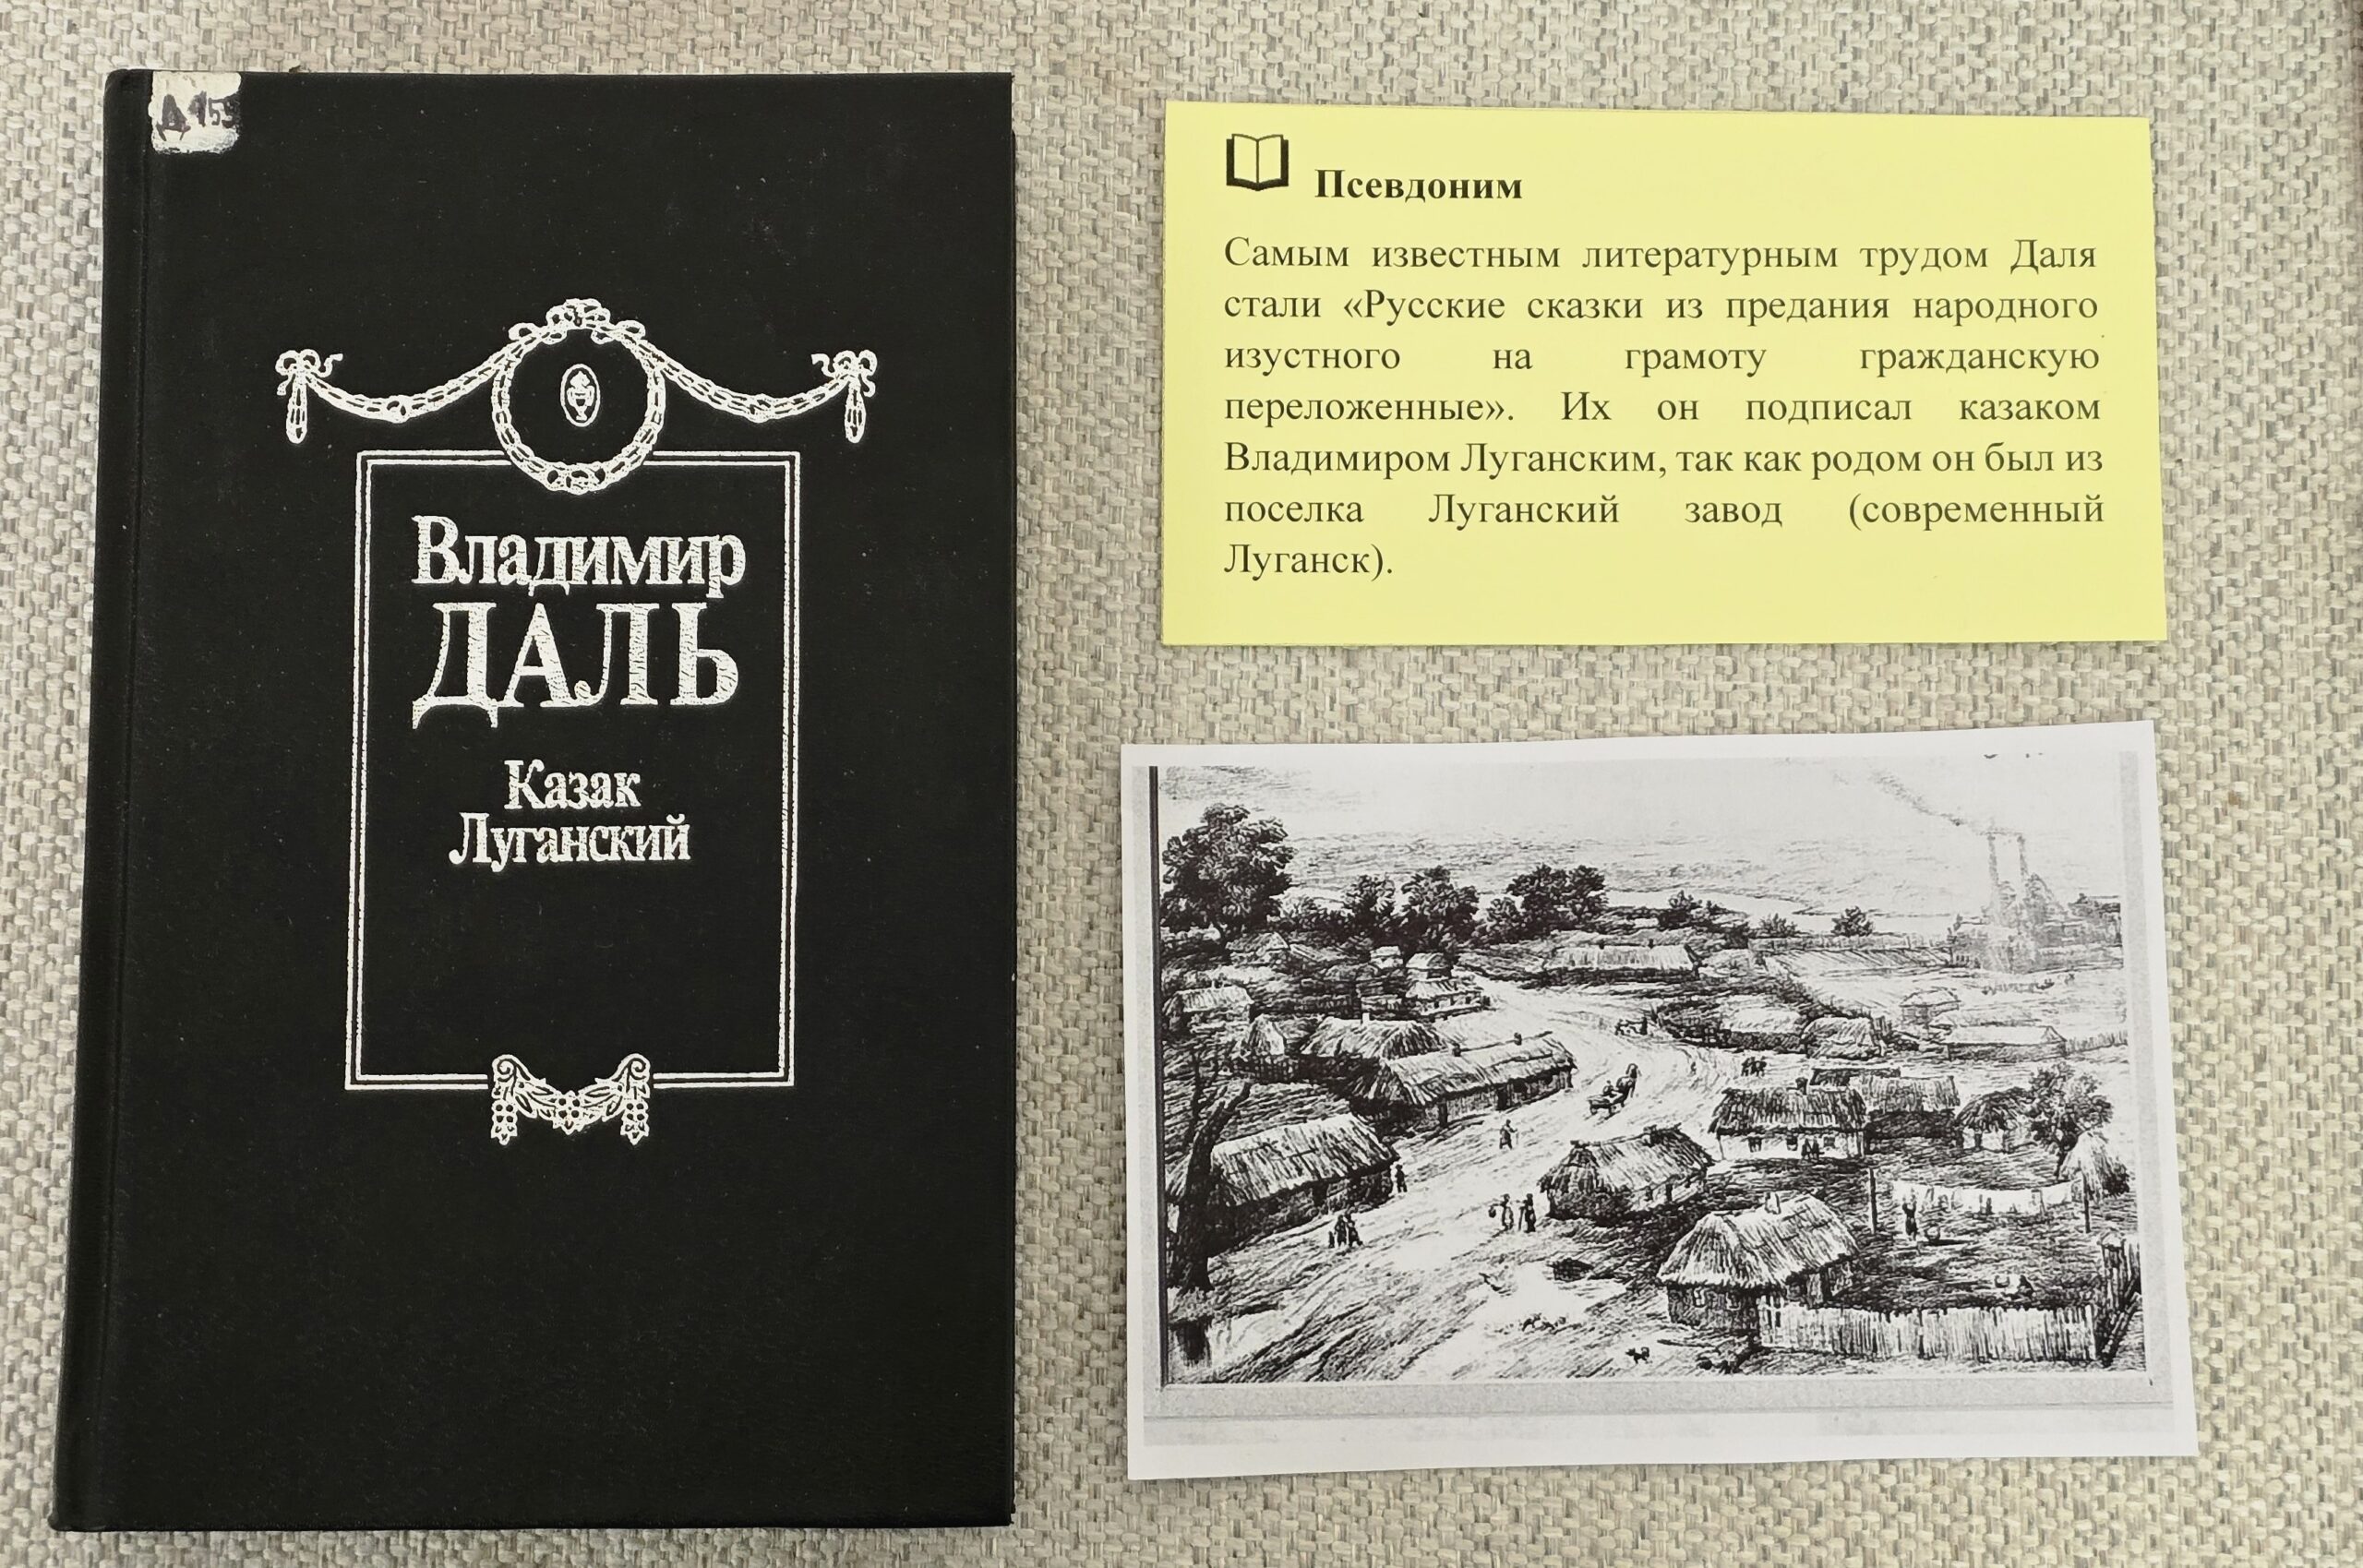 Владимир
ДАЛЬ
Казак
Луганский
Псевдоним
Самым известным литературным трудом Даля
стали «Русские сказки из предания народного
изустного на грамоту гражданскую
переложенные». Их он подписал казаком
Владимиром Луганским, так как родом он был из
поселка Луганский завод (современный
Луганск).